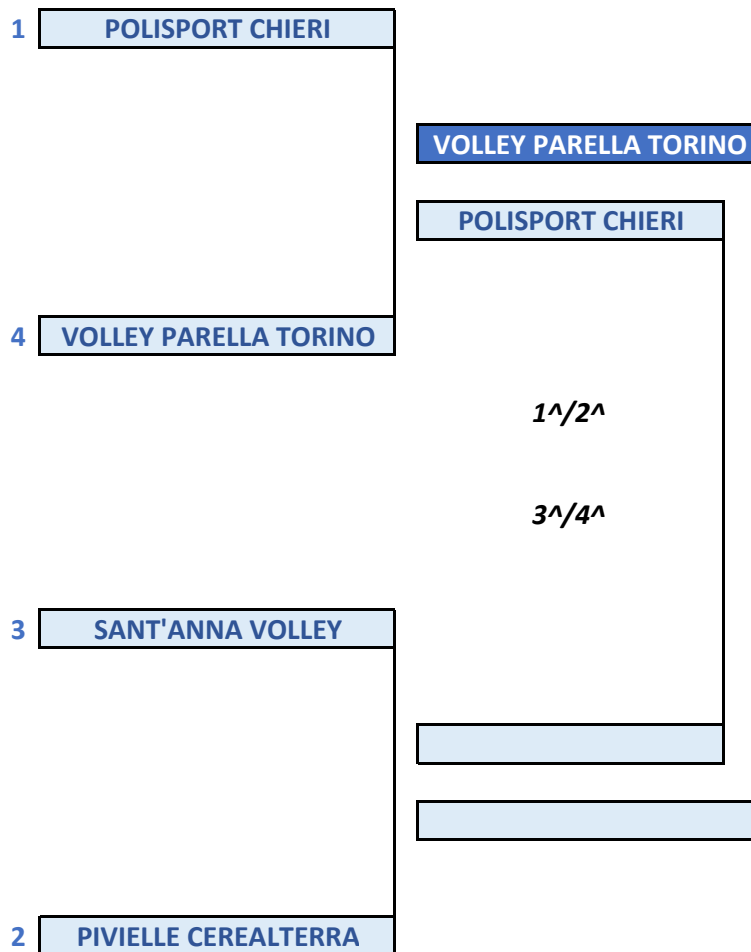 1 POLISPORT CHIERI
VOLLEY PARELLA TORINO
POLISPORT CHIERI
4 VOLLEY PARELLA TORINO
1^/2^
3^/4^
3 SANT'ANNA VOLLEY
2 PIVIELLE CEREALTERRA